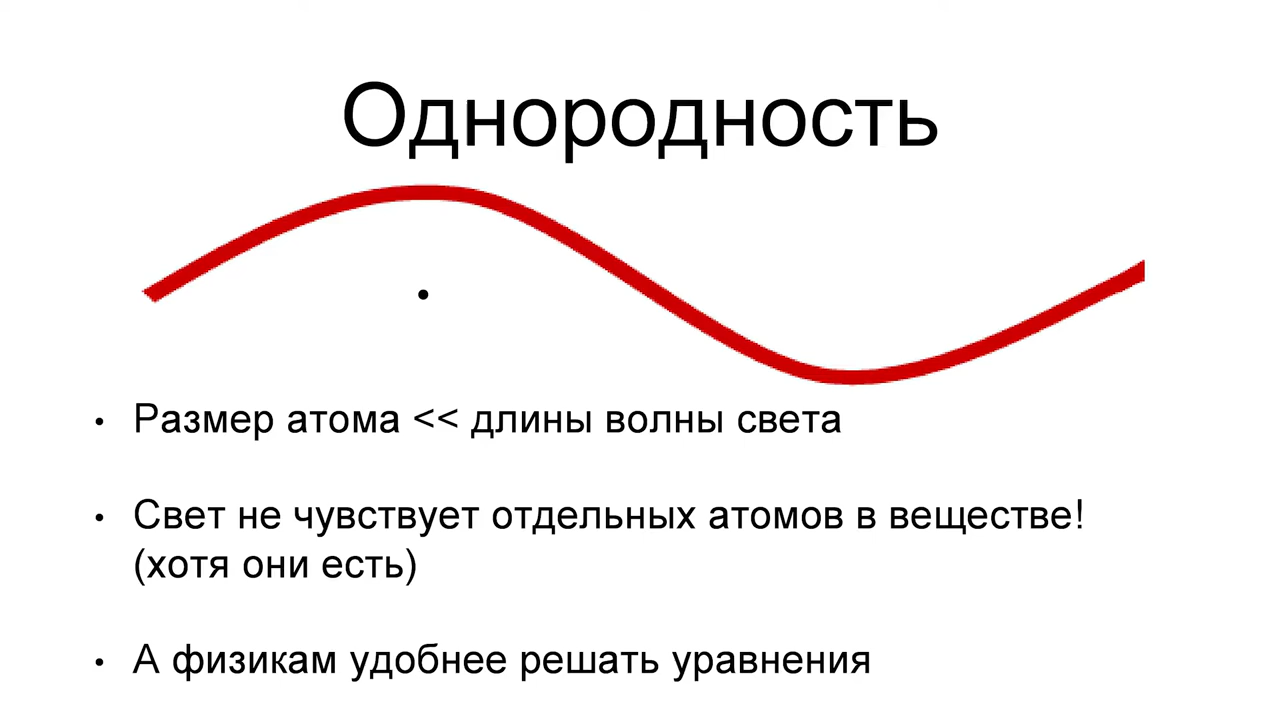 Однородность
• Размер атома << длины волны света
• Свет не чувствует отдельных атомов в веществе!
(хотя они есть)
• А физикам удобнее решать уравнения